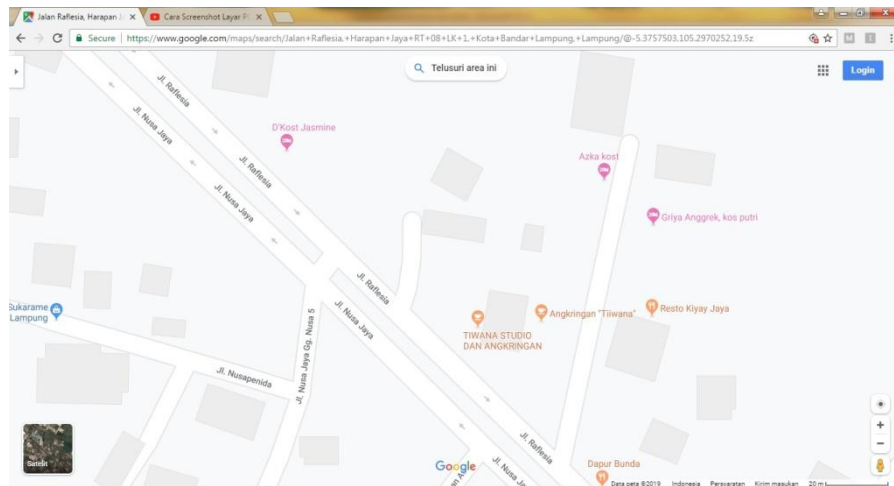 Jalan Raflesia, Harapan J
Cara Screenshot Layar P
Secure | https://www.google.com/maps/search/Jalan+Raflesia,+Harapan+Jaya+RT+08+LK+1,+Kota+Bandar+Lampung,+Lampung/@-5.3757503,105.2970252,19.5z
Telusuri area ini
Login
Jl. Raflesia
Jl. Nusa Jaya
D'Kost Jasmine
Jl. Raflesia
Azka kost
Jl. Nusa Jaya
Griya Anggrek, kos putri
Jl. Raflesia
Sukarame
Lampung
Jl. Nusa Jaya
Jl. Nusa Jaya Gg. Nusa 5
Angkringan "Tiiwana"
Resto Kiyay Jaya
TIWANA STUDIO
DAN ANGKRINGAN
Jl. Nusapenida
Jl. Raflesia
Jl. Nusa Ja
Satelit
Google
Dapur Bunda
Data peta ©2019 Indonesia Persyaratan Kirim masukan 20 m